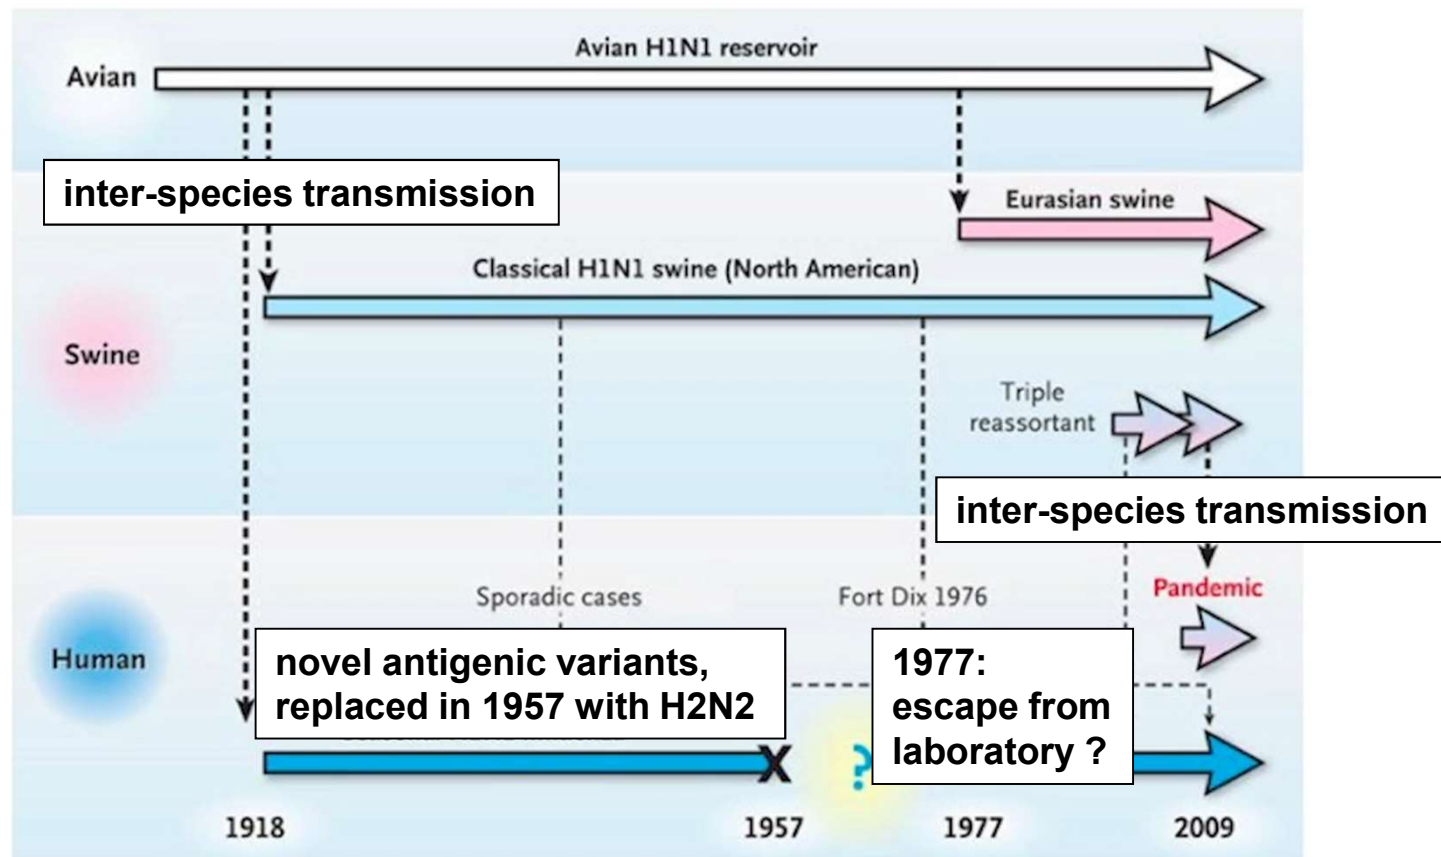 Avian H1N1 reservoir
Avian
inter-species transmission
Eurasian swine
Classical H1N1 swine (North American)
Swine
Triple
reassortant
inter-species transmission
Pandemic
Sporadic cases
Fort Dix 1976
Human
novel antigenic variants,
replaced in 1957 with H2N2
1977:
escape from
laboratory ?
X
?
1918
1957
1977
2009